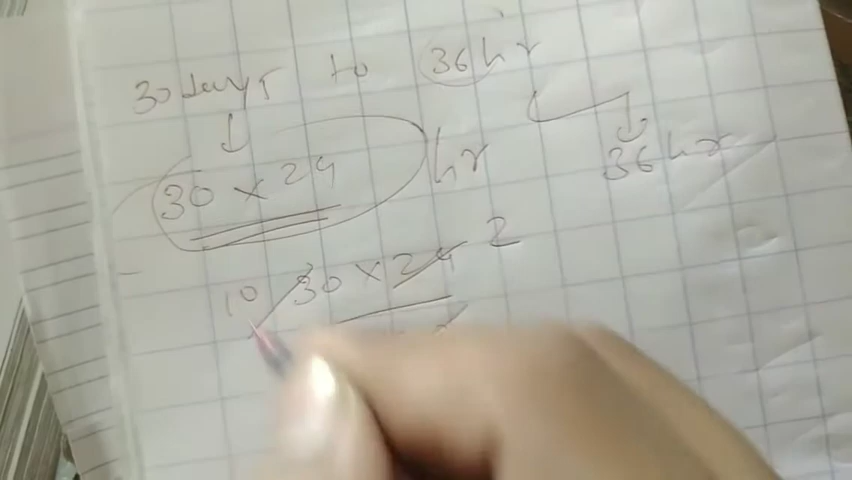 30 days to 36 hr
30 × 24 hr
36 hr
30 × 24 2
10